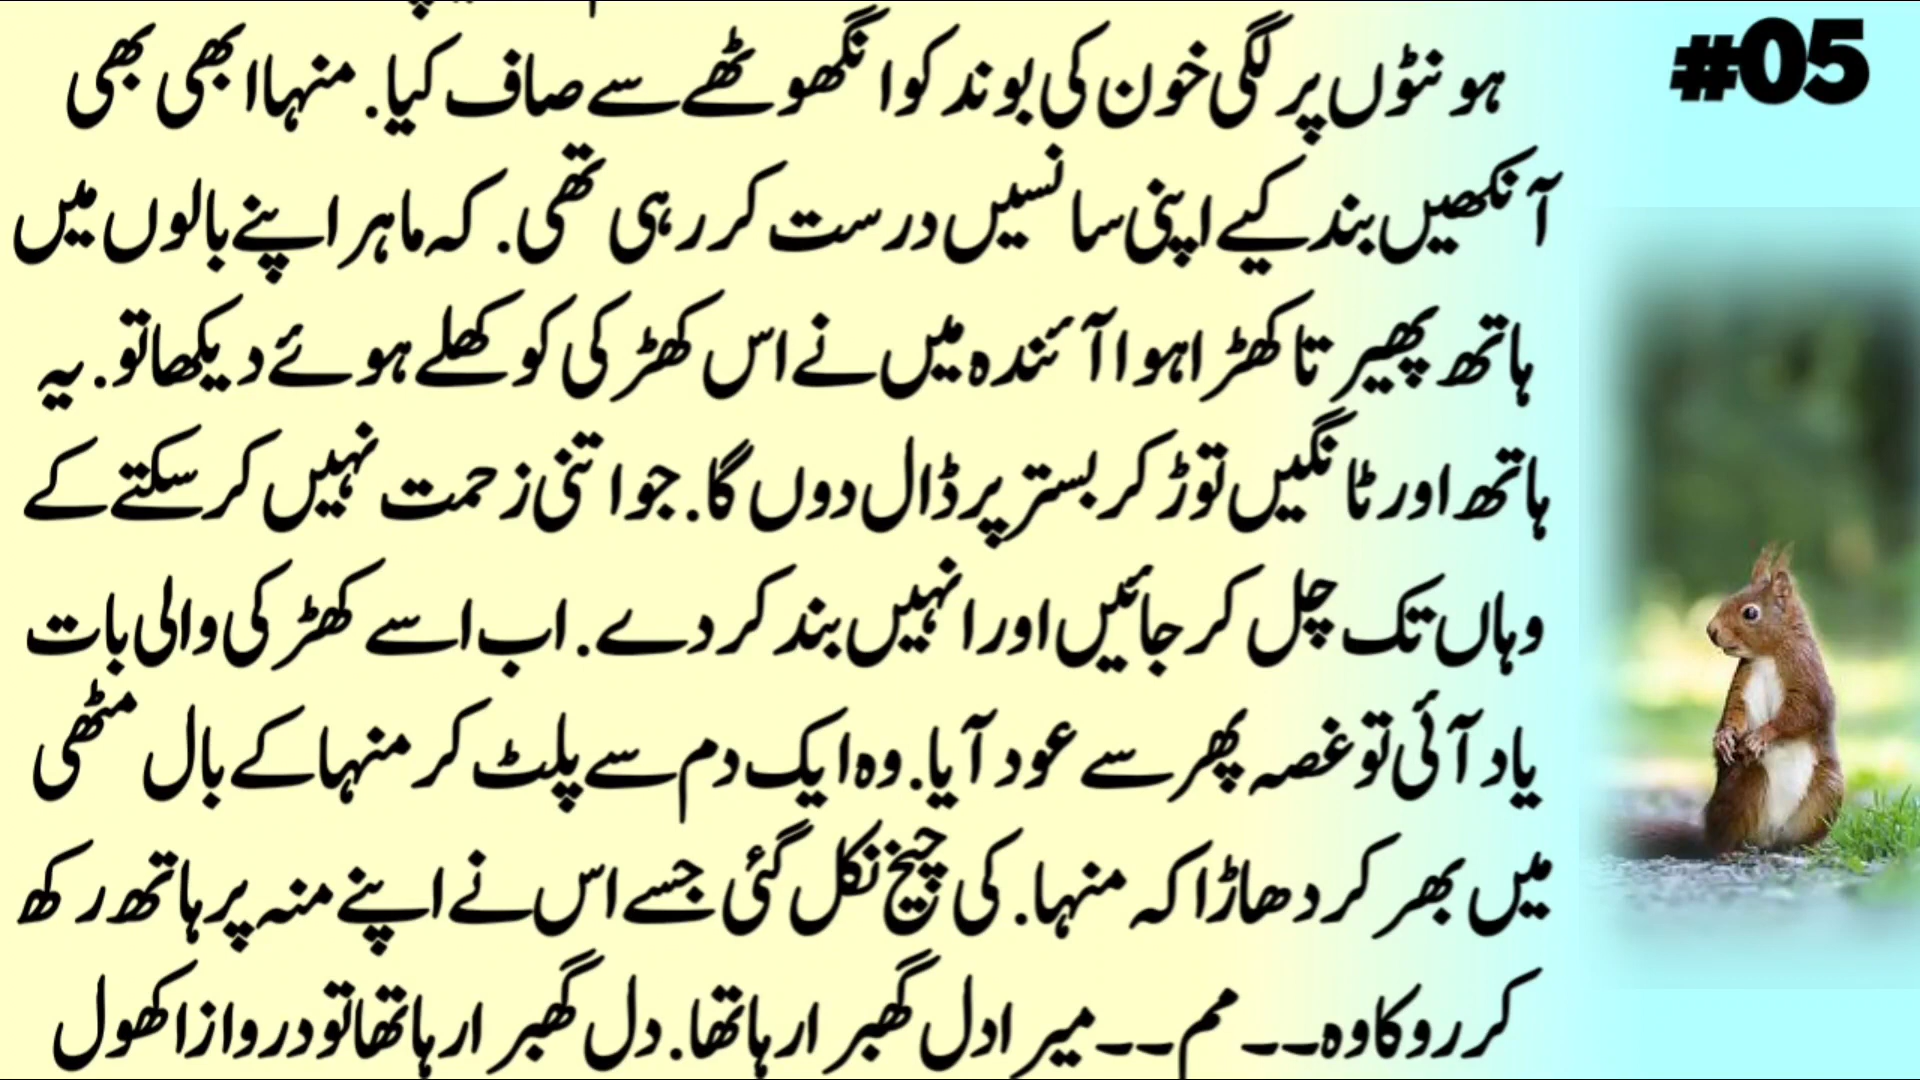 #05
ہونٹوں پر لگی خون کی بوند کو انگھوٹھے سے صاف کیا. منہا ابھی بھی
آنکھیں بند کیے اپنی سانسیں درست کر رہی تھی. کہ ماہر اپنے بالوں میں
ہاتھ پھیرتا کھڑا ہوا آئندہ میں نے اس کھڑکی کو کھلے ہوئے دیکھا تو. یہ
ہاتھ اور ٹانگیں توڑ کر بستر پر ڈال دوں گا. جو اتنی زحمت نہیں کر سکتے کے
وہاں تک چل کر جائیں اور انہیں بند کر دے. اب اسے کھڑکی والی بات
یاد آئی تو غصہ پھر سے عود آیا. وہ ایک دم سے پلٹ کر منہا کے بال مٹھی
میں بھر کر دھاڑا کہ منہا. کی چیخ نکل گئی جسے اس نے اپنے منہ پر ہاتھ رکھ
کر روکا وہ -- مم -- میرا دل گھبرا رہا تھا. دل گھبرا رہا تھا تو دروازا کھول